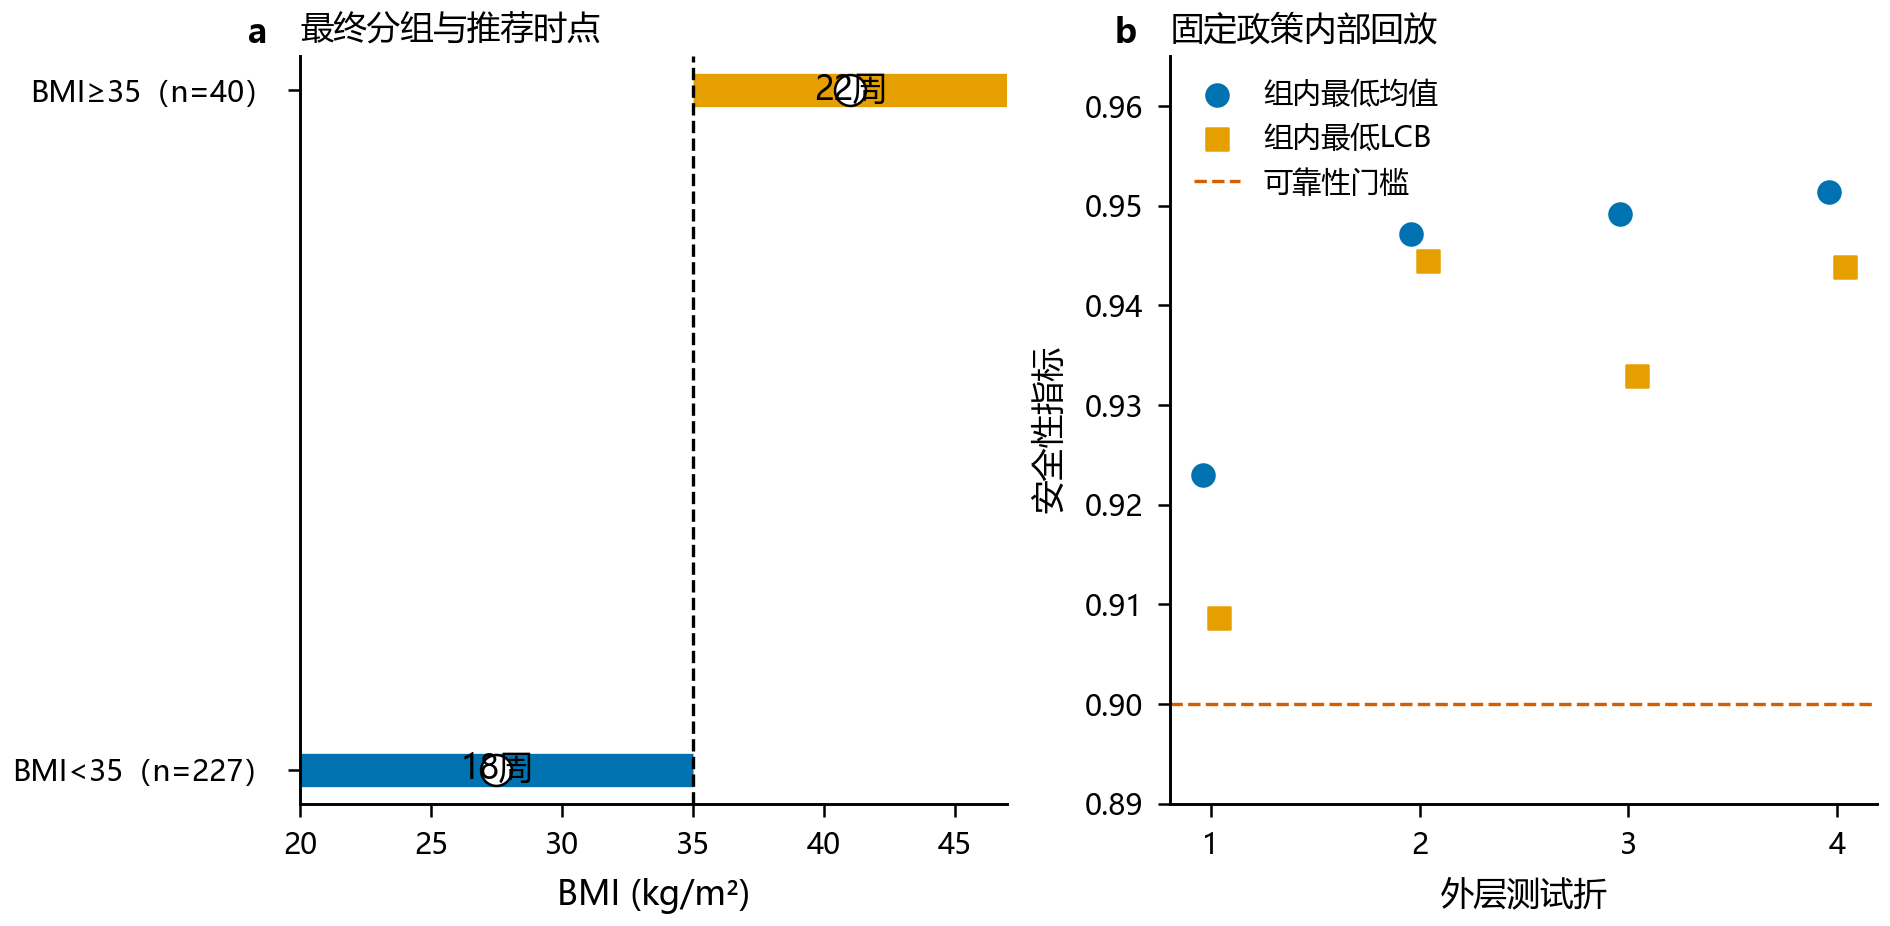 a 最终分组与推荐时点
BMI≥35（n=40）
22周
BMI<35（n=227）
18周
20 25 30 35 40 45
BMI (kg/m²)
b 固定政策内部回放
组内最低均值
组内最低LCB
可靠性门槛
0.96
0.95
0.94
0.93
0.92
0.91
0.90
0.89
安全性指标
1 2 3 4
外层测试折